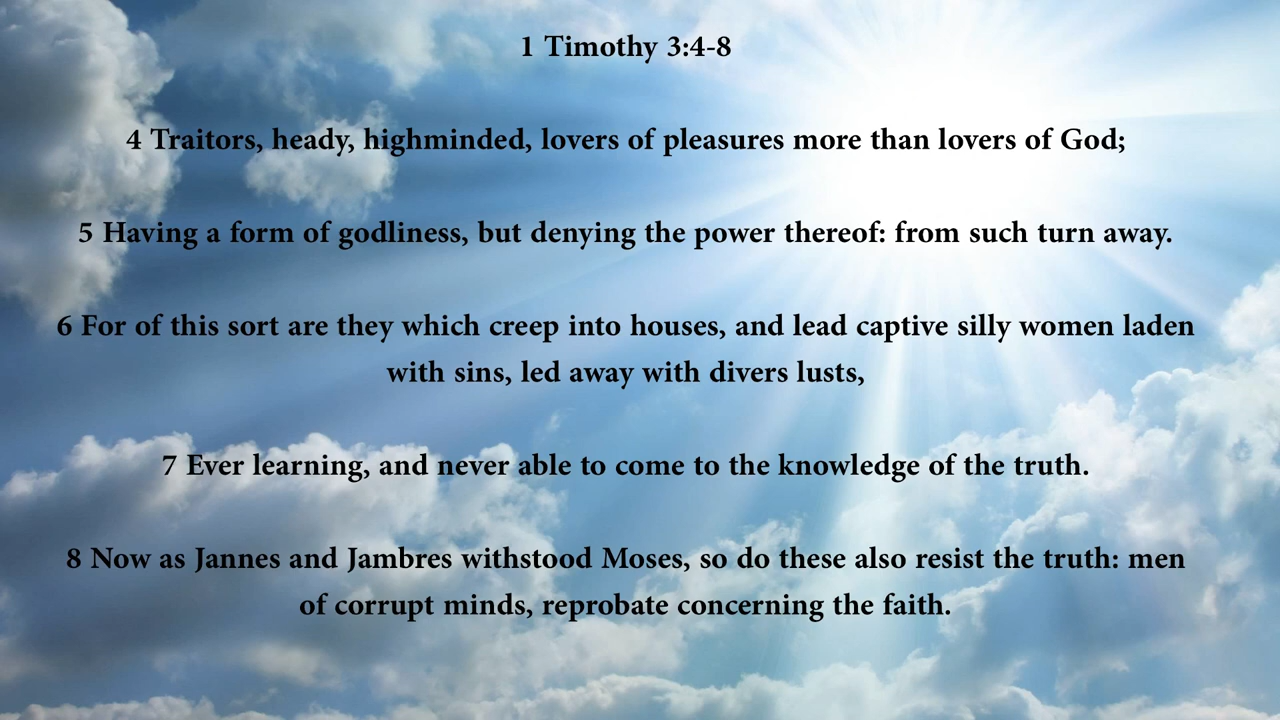 1 Timothy 3:4-8
4 Traitors, heady, highminded, lovers of pleasures more than lovers of God;
5 Having a form of godliness, but denying the power thereof: from such turn away.
6 For of this sort are they which creep into houses, and lead captive silly women laden
with sins, led away with divers lusts,
7 Ever learning, and never able to come to the knowledge of the truth.
8 Now as Jannes and Jambres withstood Moses, so do these also resist the truth: men
of corrupt minds, reprobate concerning the faith.